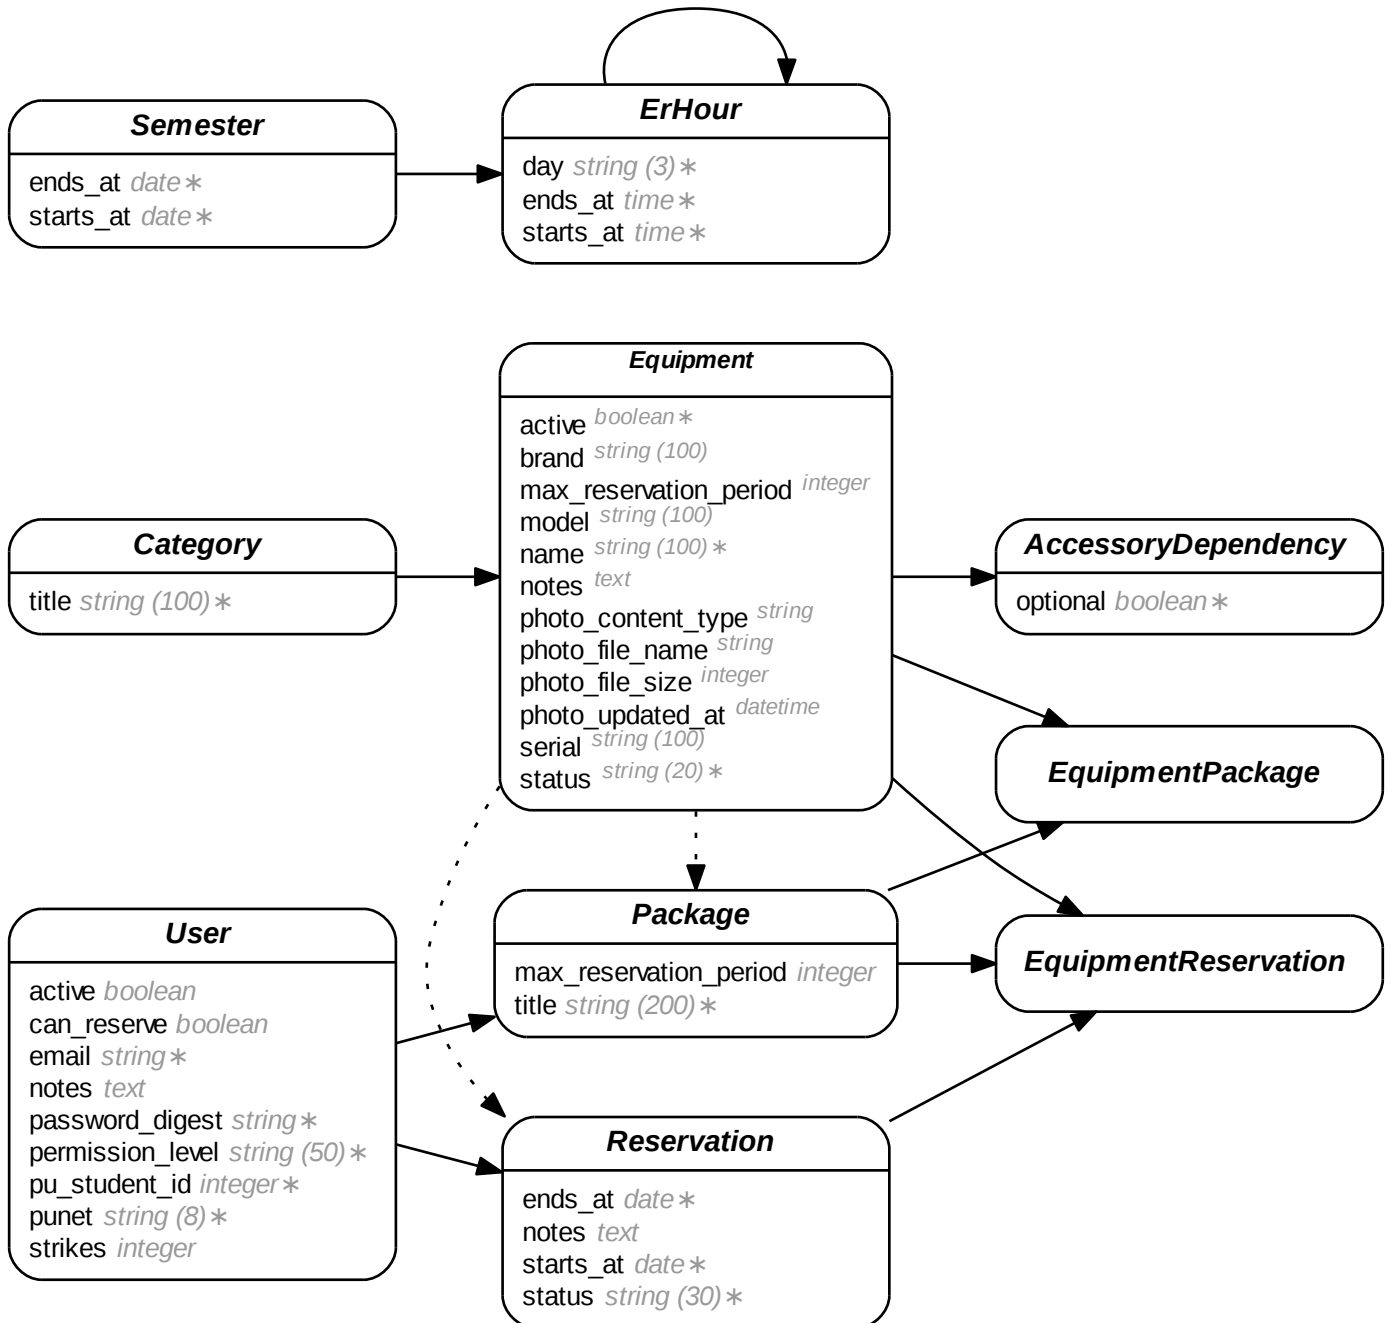 Semester
ends_at date∗
starts_at date∗
ErHour
day string (3)∗
ends_at time∗
starts_at time∗
Category
title string (100)∗
Equipment
active boolean∗
brand string (100)
max_reservation_period integer
model string (100)
name string (100)∗
notes text
photo_content_type string
photo_file_name string
photo_file_size integer
photo_updated_at datetime
serial string (100)
status string (20)∗
AccessoryDependency
optional boolean∗
EquipmentPackage
User
active boolean
can_reserve boolean
email string∗
notes text
password_digest string∗
permission_level string (50)∗
pu_student_id integer∗
punet string (8)∗
strikes integer
Package
max_reservation_period integer
title string (200)∗
EquipmentReservation
Reservation
ends_at date∗
notes text
starts_at date∗
status string (30)∗